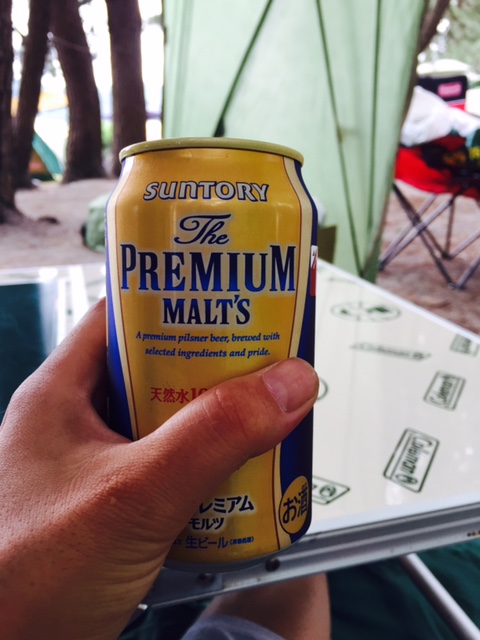 SUNTORY
The
PREMIUM
MALT'S
A premium pilsner beer, brewed with
selected ingredients and pride.
天然水
レミアム
モルツ
生ビール
お酒
Coleman